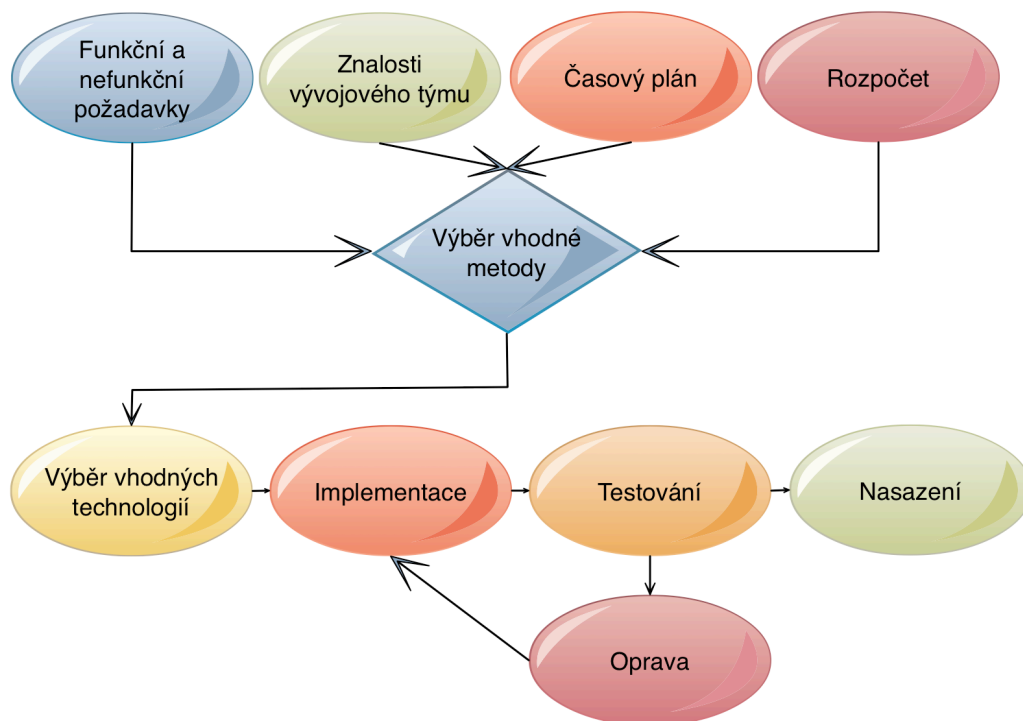 Funkční a
nefunkční
požadavky
Znalosti
vývojového týmu
Časový plán
Rozpočet
Výběr vhodné
metody
Výběr vhodných
technologií
Implementace
Testování
Nasazení
Oprava